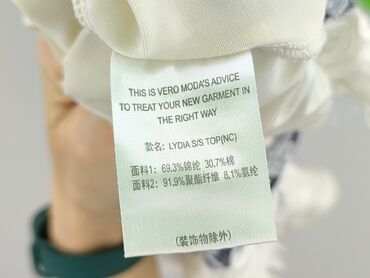 THIS IS VERO MODA'S ADVICE
TO TREAT YOUR NEW GARMENT IN
THE RIGHT WAY
款名: LYDIA S/S TOP(NC)
面料1: 69.3%锦纶 30.7%棉
面料2: 91.9%聚酯纤维 8.1%氨纶
(装饰物除外)